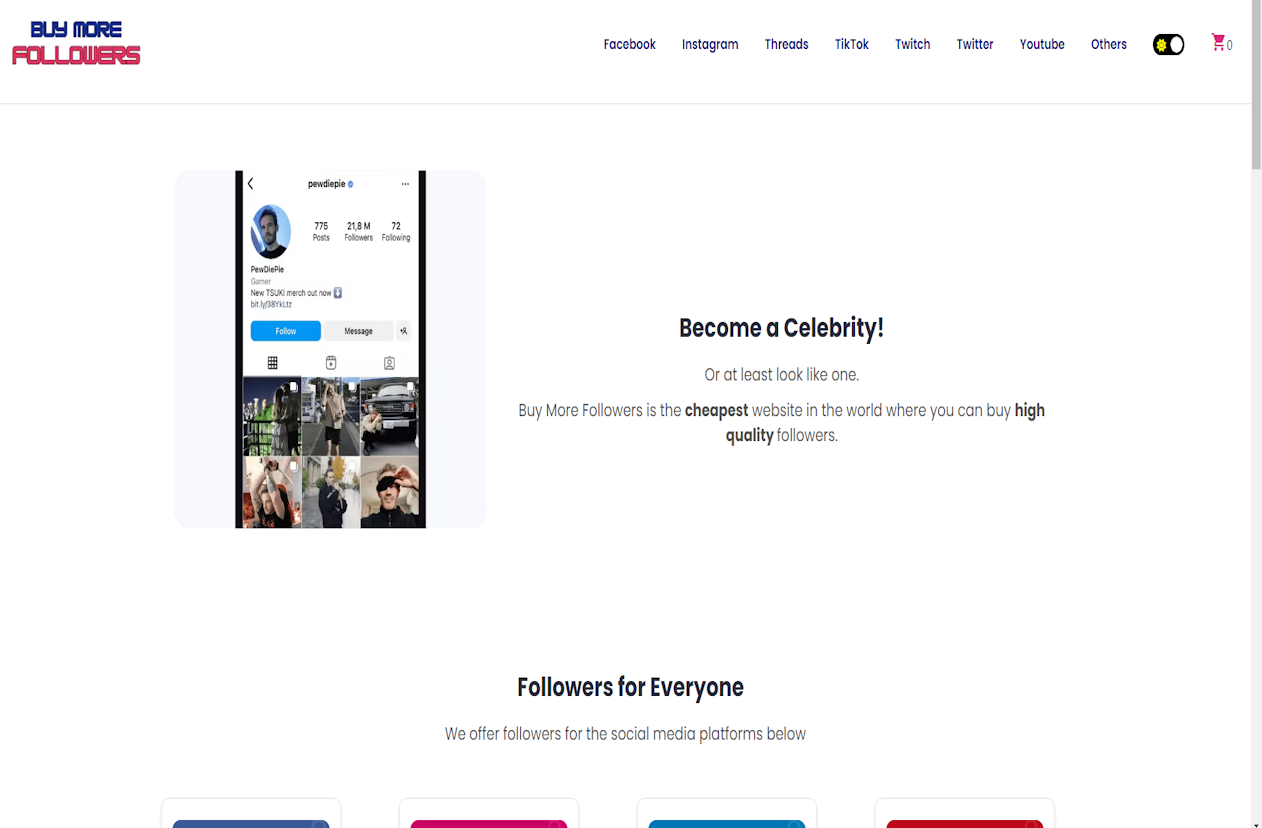 BUY MORE
FOLLOWERS
Facebook Instagram Threads TikTok Twitch Twitter Youtube Others 0
pewdiepie
775 21,8 M 72
Posts Followers Following
PewDiePie
Gamer
New TSUKI merch out now
bit.ly/38YkLtz
Follow Message
Become a Celebrity!
Or at least look like one.
Buy More Followers is the cheapest website in the world where you can buy high
quality followers.
Followers for Everyone
We offer followers for the social media platforms below